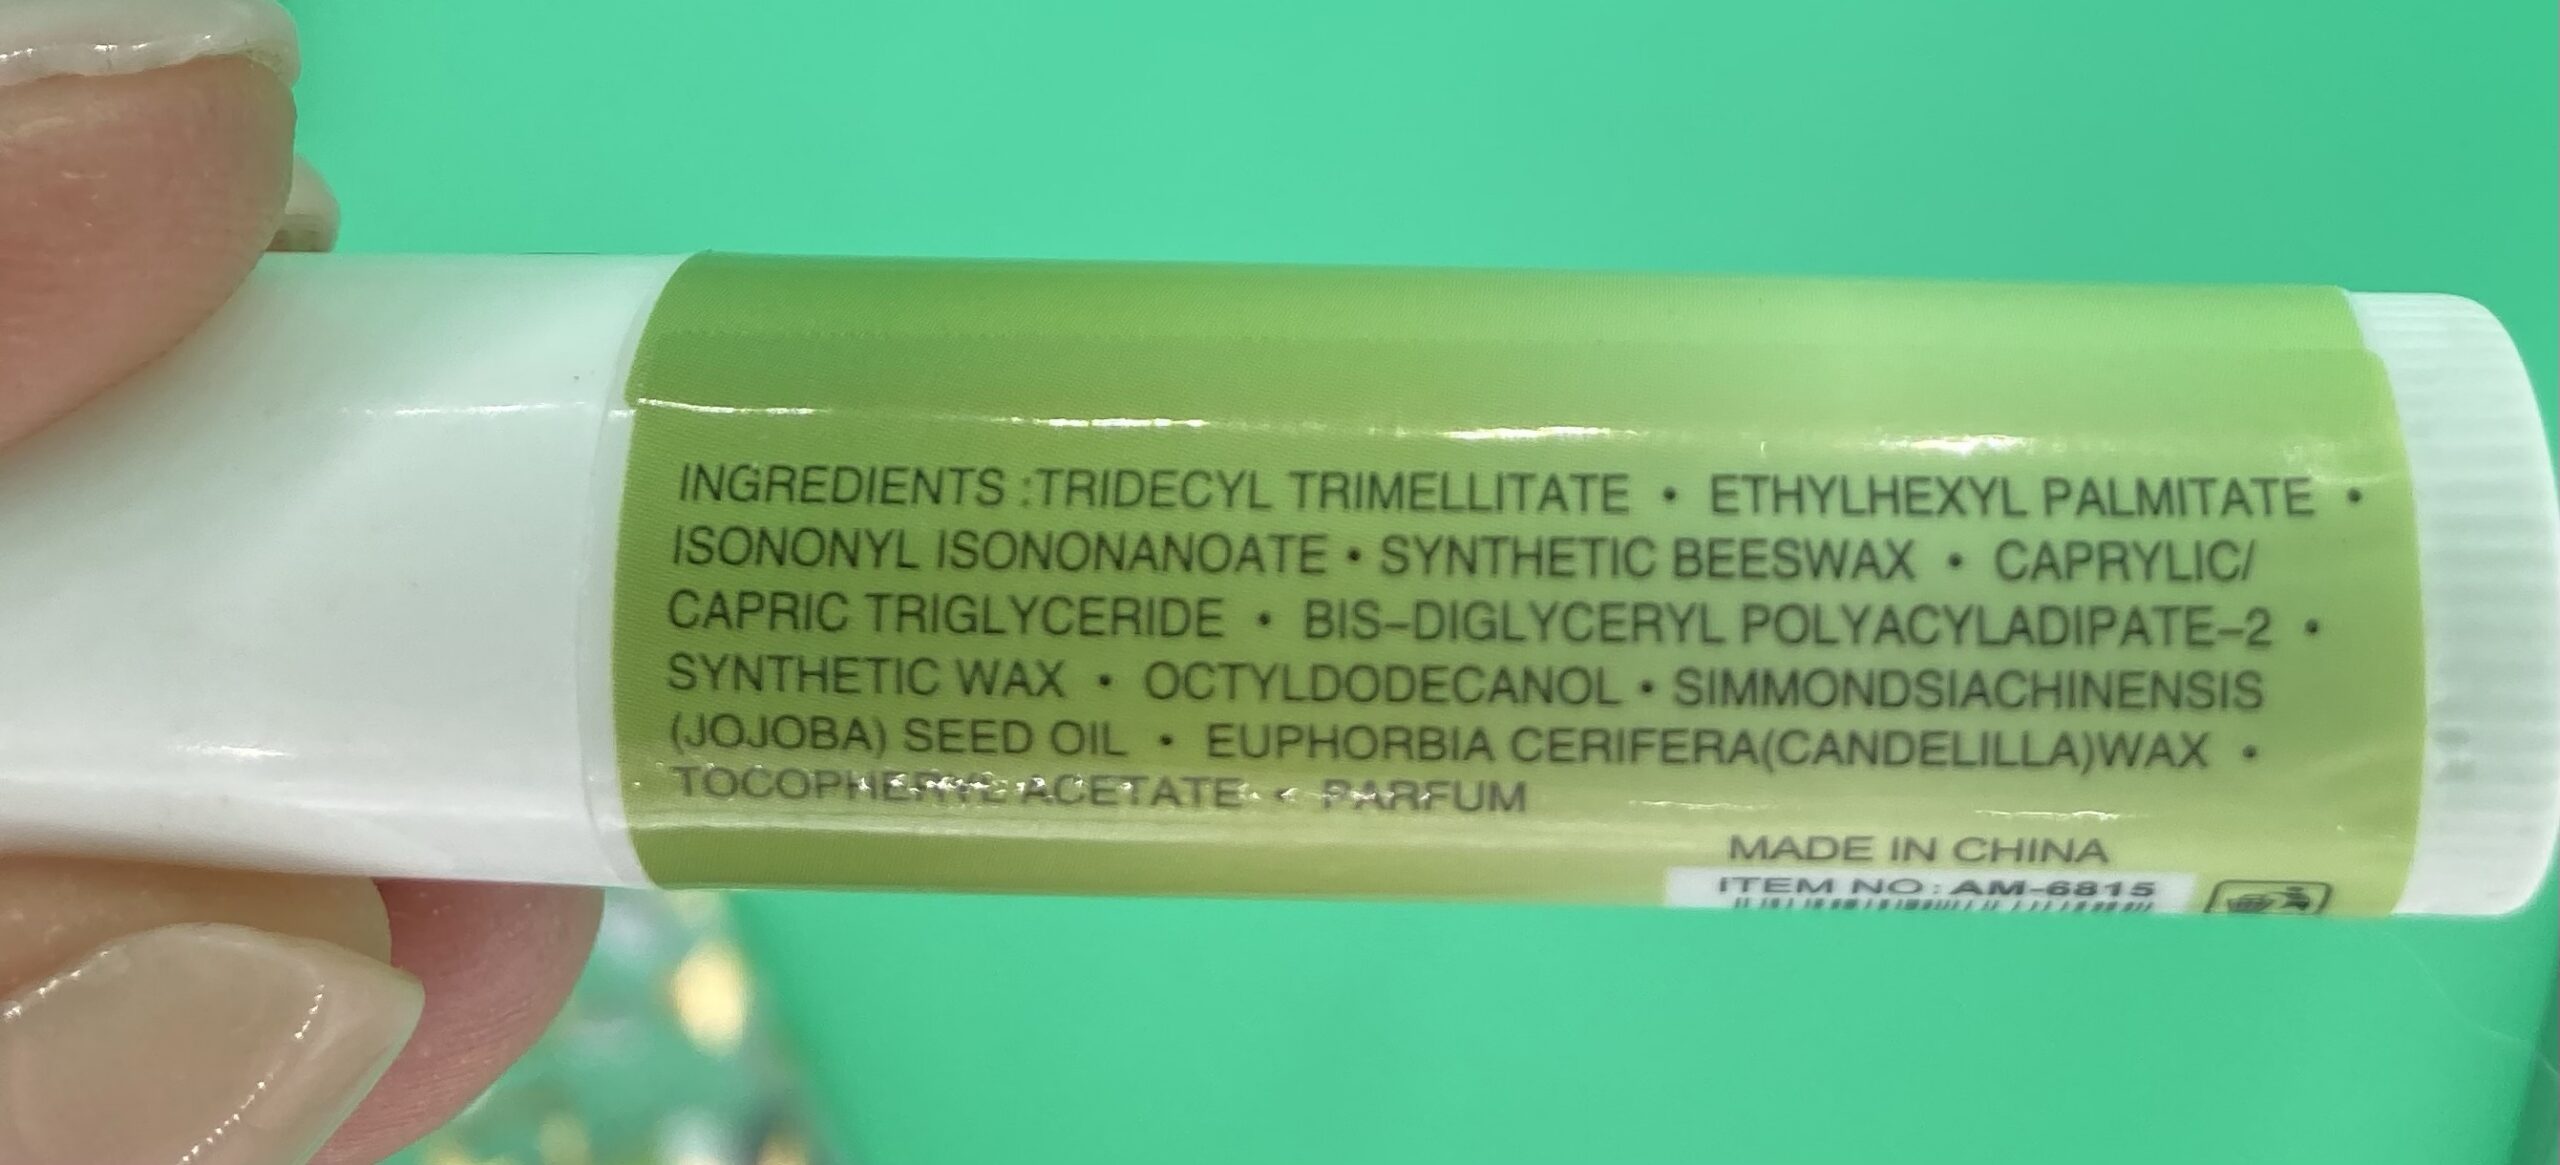 INGREDIENTS :TRIDECYL TRIMELLITATE • ETHYLHEXYL PALMITATE •
ISONONYL ISONONANOATE • SYNTHETIC BEESWAX • CAPRYLIC/
CAPRIC TRIGLYCERIDE • BIS-DIGLYCERYL POLYACYLADIPATE-2 •
SYNTHETIC WAX • OCTYLDODECANOL • SIMMONDSIACHINENSIS
(JOJOBA) SEED OIL • EUPHORBIA CERIFERA(CANDELILLA)WAX •
TOCOPHERYL ACETATE • PARFUM
MADE IN CHINA
ITEM NO: AM-6815